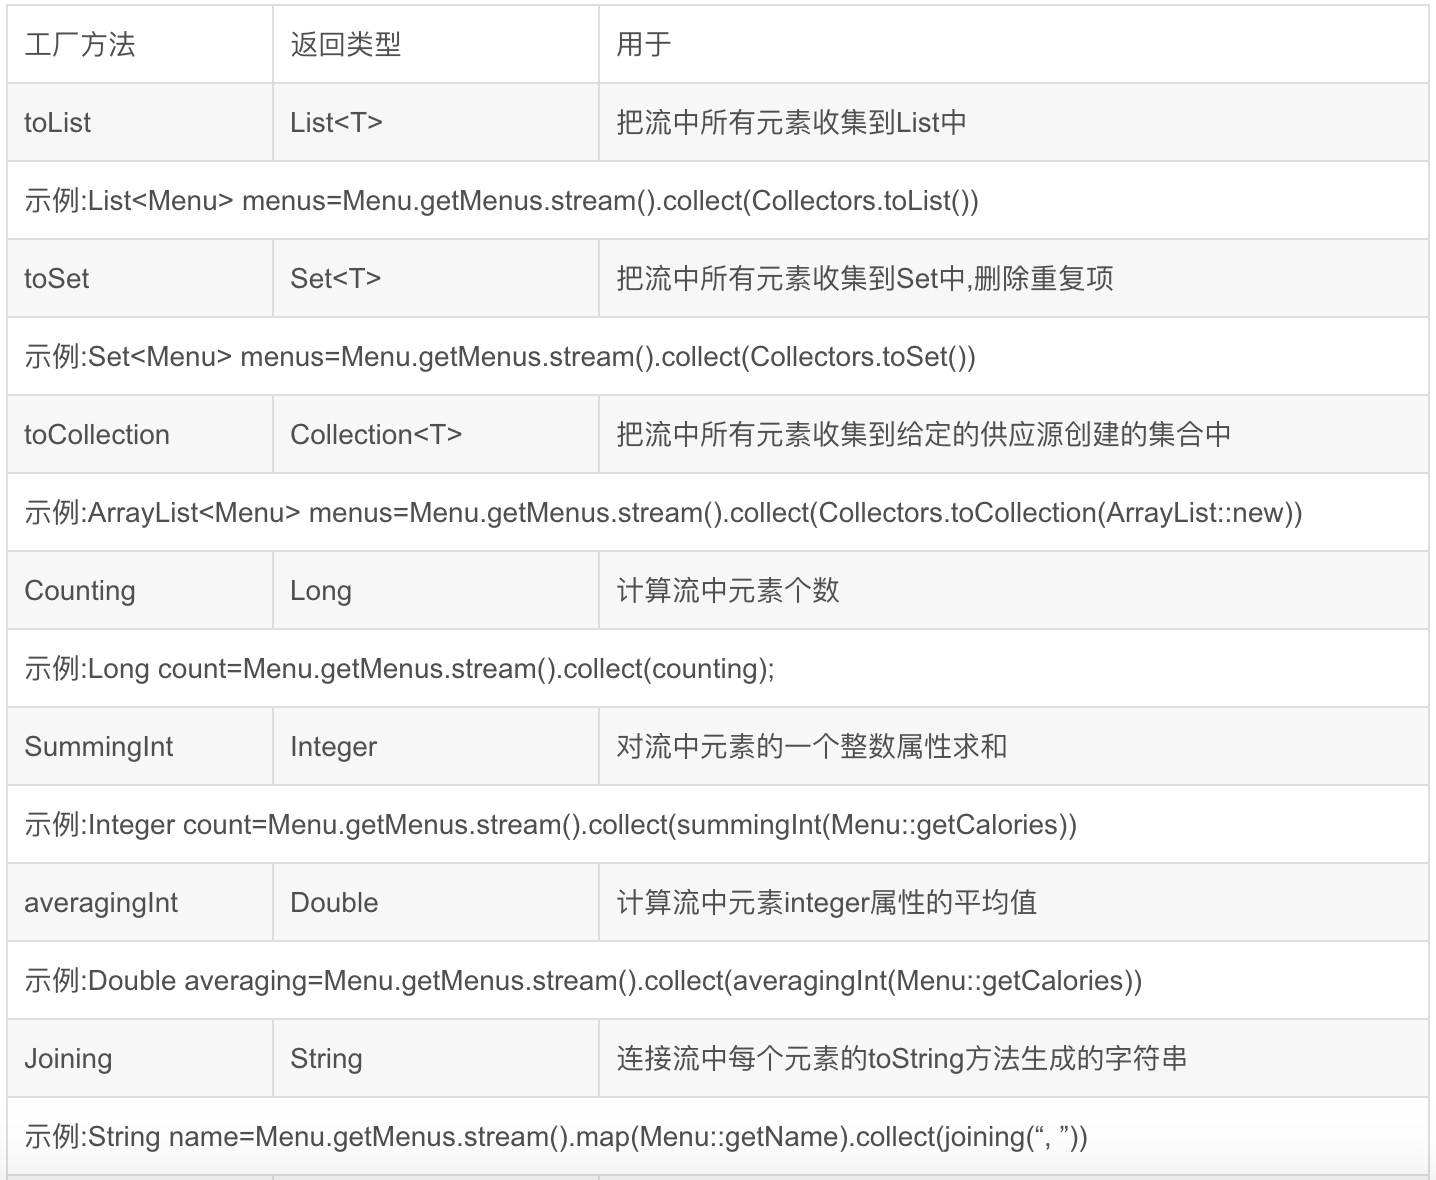 工厂方法 返回类型 用于
toList List<T> 把流中所有元素收集到List中
示例:List<Menu> menus=Menu.getMenus.stream().collect(Collectors.toList())
toSet Set<T> 把流中所有元素收集到Set中,删除重复项
示例:Set<Menu> menus=Menu.getMenus.stream().collect(Collectors.toSet())
toCollection Collection<T> 把流中所有元素收集到给定的供应源创建的集合中
示例:ArrayList<Menu> menus=Menu.getMenus.stream().collect(Collectors.toCollection(ArrayList::new))
Counting Long 计算流中元素个数
示例:Long count=Menu.getMenus.stream().collect(counting);
SummingInt Integer 对流中元素的一个整数属性求和
示例:Integer count=Menu.getMenus.stream().collect(summingInt(Menu::getCalories))
averagingInt Double 计算流中元素integer属性的平均值
示例:Double averaging=Menu.getMenus.stream().collect(averagingInt(Menu::getCalories))
Joining String 连接流中每个元素的toString方法生成的字符串
示例:String name=Menu.getMenus.stream().map(Menu::getName).collect(joining(“, ”))